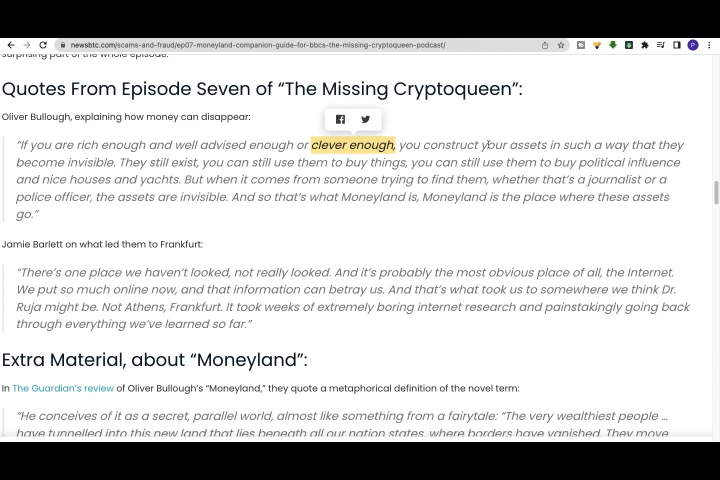 newsbtc.com/scams-and-fraud/ep07-moneyland-companion-guide-for-bbcs-the-missing-cryptoqueen-podcast/
P
surprising part of the whole episode.
Quotes From Episode Seven of “The Missing Cryptoqueen”:
Oliver Bullough, explaining how money can disappear:
“If you are rich enough and well advised enough or clever enough, you construct your assets in such a way that they
become invisible. They still exist, you can still use them to buy things, you can still use them to buy political influence
and nice houses and yachts. But when it comes from someone trying to find them, whether that’s a journalist or a
police officer, the assets are invisible. And so that’s what Moneyland is, Moneyland is the place where these assets
go.”
Jamie Barlett on what led them to Frankfurt:
“There’s one place we haven’t looked, not really looked. And it’s probably the most obvious place of all, the Internet.
We put so much online now, and that information can betray us. And that’s what took us to somewhere we think Dr.
Ruja might be. Not Athens, Frankfurt. It took weeks of extremely boring internet research and painstakingly going back
through everything we’ve learned so far.”
Extra Material, about “Moneyland”:
In The Guardian’s review of Oliver Bullough’s “Moneyland,” they quote a metaphorical definition of the novel term:
“He conceives of it as a secret, parallel world, almost like something from a fairytale: “The very wealthiest people …
have tunnelled into this new land that lies beneath all our nation states, where borders have vanished. They move